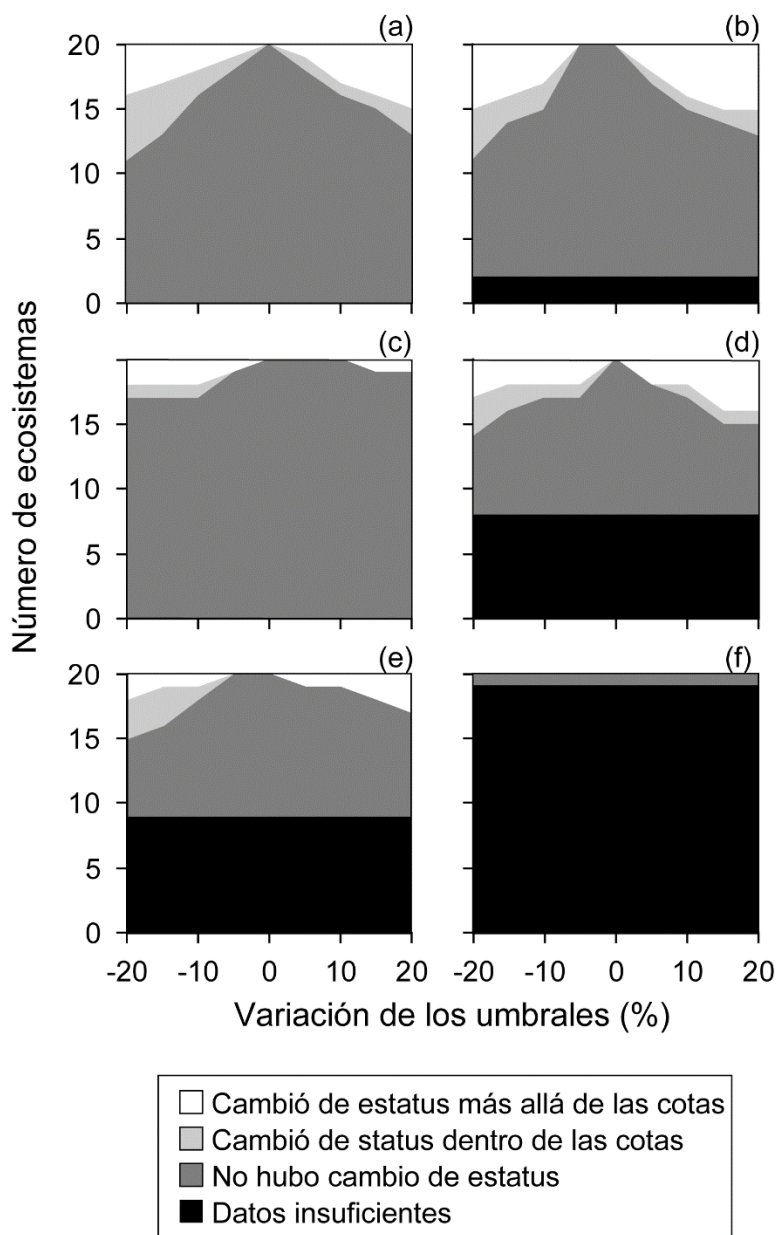 (a)
(b)
20
15
10
5
0
(c)
(d)
15
10
5
0
(e)
(f)
20
15
10
5
0
-20 -10 0 10 20
-20 -10 0 10 20
Número de ecosistemas
Variación de los umbrales (%)
Cambió de estatus más allá de las cotas
Cambió de status dentro de las cotas
No hubo cambio de estatus
Datos insuficientes